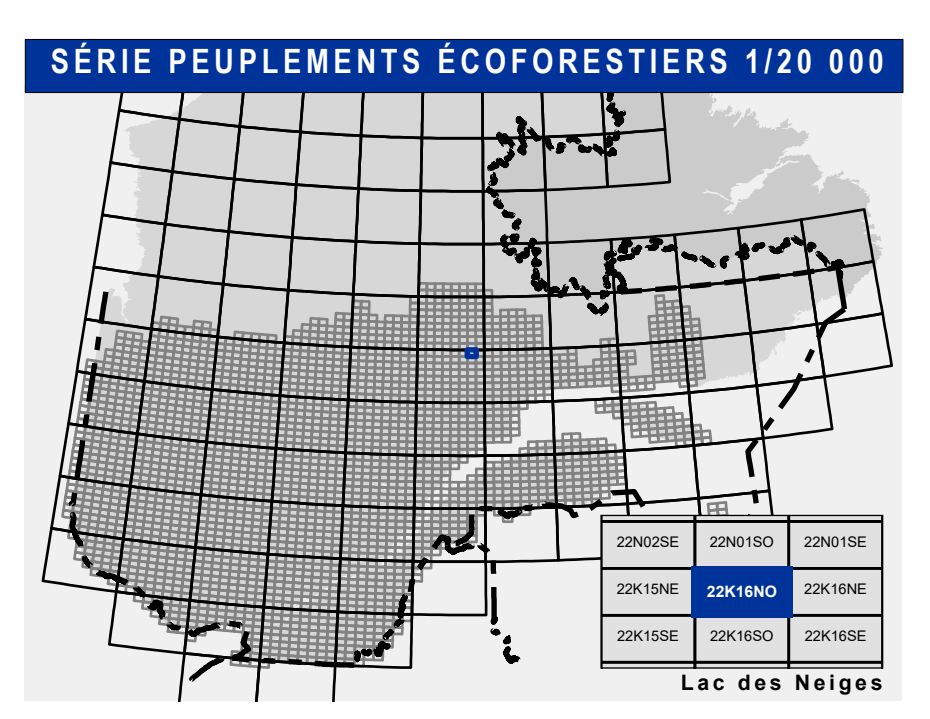 SÉRIE PEUPLEMENTS ÉCOFORESTIERS 1/20 000
22N02SE 22N01SO 22N01SE
22K15NE 22K16NO 22K16NE
22K15SE 22K16SO 22K16SE
Lac des Neiges